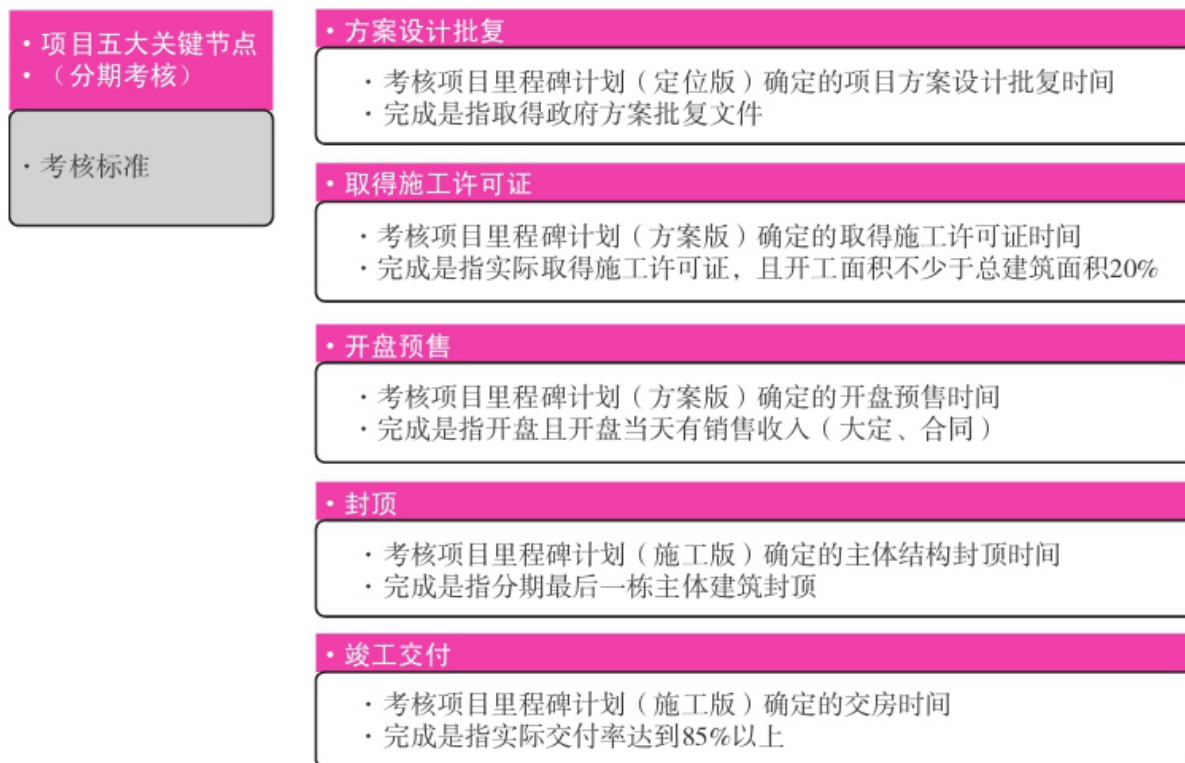 · 项目五大关键节点
· （分期考核）
· 考核标准
· 方案设计批复
· 考核项目里程碑计划（定位版）确定的项目方案设计批复时间
· 完成是指取得政府方案批复文件
· 取得施工许可证
· 考核项目里程碑计划（方案版）确定的取得施工许可证时间
· 完成是指实际取得施工许可证，且开工面积不少于总建筑面积20%
· 开盘预售
· 考核项目里程碑计划（方案版）确定的开盘预售时间
· 完成是指开盘且开盘当天有销售收入（大定、合同）
· 封顶
· 考核项目里程碑计划（施工版）确定的主体结构封顶时间
· 完成是指分期最后一栋主体建筑封顶
· 竣工交付
· 考核项目里程碑计划（施工版）确定的交房时间
· 完成是指实际交付率达到85%以上